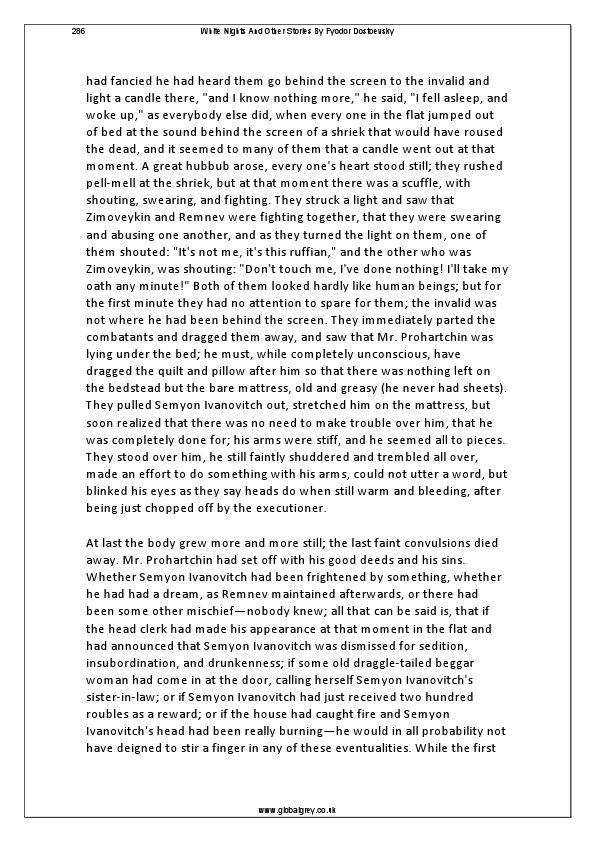 286 White Nights And Other Stories By Fyodor Dostoevsky
had fancied he had heard them go behind the screen to the invalid and
light a candle there, "and I know nothing more," he said, "I fell asleep, and
woke up," as everybody else did, when every one in the flat jumped out
of bed at the sound behind the screen of a shriek that would have roused
the dead, and it seemed to many of them that a candle went out at that
moment. A great hubbub arose, every one's heart stood still; they rushed
pell-mell at the shriek, but at that moment there was a scuffle, with
shouting, swearing, and fighting. They struck a light and saw that
Zimoveykin and Remnev were fighting together, that they were swearing
and abusing one another, and as they turned the light on them, one of
them shouted: "It's not me, it's this ruffian," and the other who was
Zimoveykin, was shouting: "Don't touch me, I've done nothing! I'll take my
oath any minute!" Both of them looked hardly like human beings; but for
the first minute they had no attention to spare for them; the invalid was
not where he had been behind the screen. They immediately parted the
combatants and dragged them away, and saw that Mr. Prohartchin was
lying under the bed; he must, while completely unconscious, have
dragged the quilt and pillow after him so that there was nothing left on
the bedstead but the bare mattress, old and greasy (he never had sheets).
They pulled Semyon Ivanovitch out, stretched him on the mattress, but
soon realized that there was no need to make trouble over him, that he
was completely done for; his arms were stiff, and he seemed all to pieces.
They stood over him, he still faintly shuddered and trembled all over,
made an effort to do something with his arms, could not utter a word, but
blinked his eyes as they say heads do when still warm and bleeding, after
being just chopped off by the executioner.
At last the body grew more and more still; the last faint convulsions died
away. Mr. Prohartchin had set off with his good deeds and his sins.
Whether Semyon Ivanovitch had been frightened by something, whether
he had had a dream, as Remnev maintained afterwards, or there had
been some other mischief—nobody knew; all that can be said is, that if
the head clerk had made his appearance at that moment in the flat and
had announced that Semyon Ivanovitch was dismissed for sedition,
insubordination, and drunkenness; if some old draggle-tailed beggar
woman had come in at the door, calling herself Semyon Ivanovitch's
sister-in-law; or if Semyon Ivanovitch had just received two hundred
roubles as a reward; or if the house had caught fire and Semyon
Ivanovitch's head had been really burning—he would in all probability not
have deigned to stir a finger in any of these eventualities. While the first
www.globalgrey.co.uk